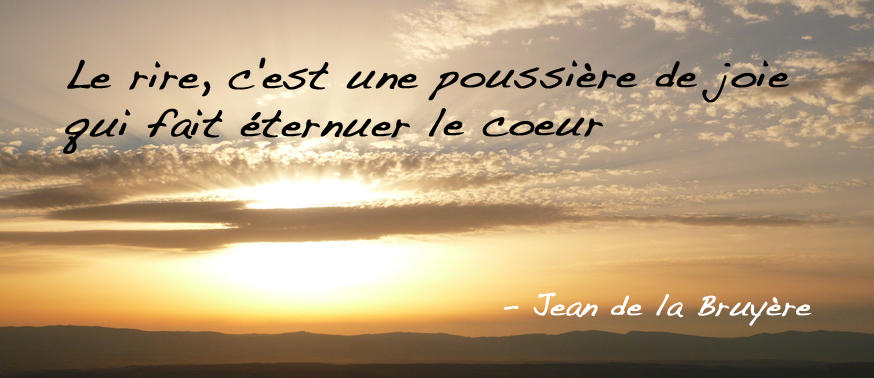 Le rire, c'est une poussière de joie
qui fait éternuer le coeur
- Jean de la Bruyère